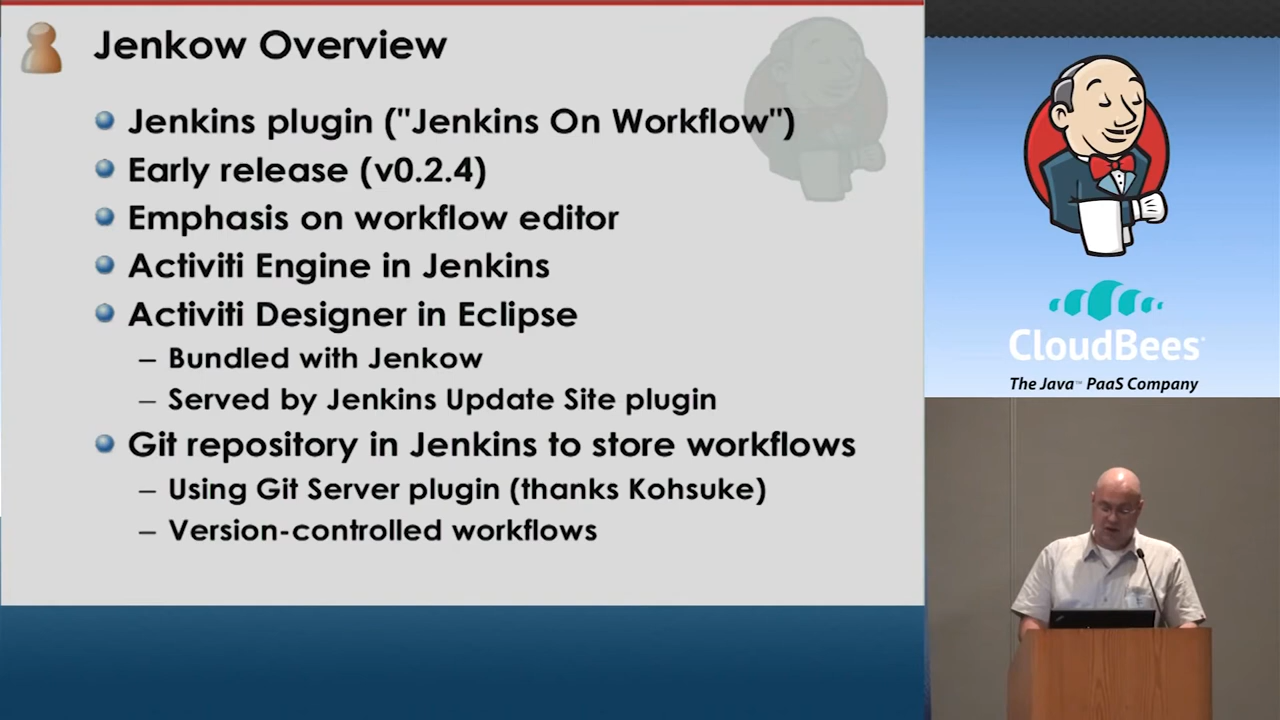 Jenkow Overview
Jenkins plugin ("Jenkins On Workflow")
Early release (v0.2.4)
Emphasis on workflow editor
Activiti Engine in Jenkins
Activiti Designer in Eclipse
– Bundled with Jenkow
– Served by Jenkins Update Site plugin
Git repository in Jenkins to store workflows
– Using Git Server plugin (thanks Kohsuke)
– Version-controlled workflows
CloudBees
The Java™ PaaS Company